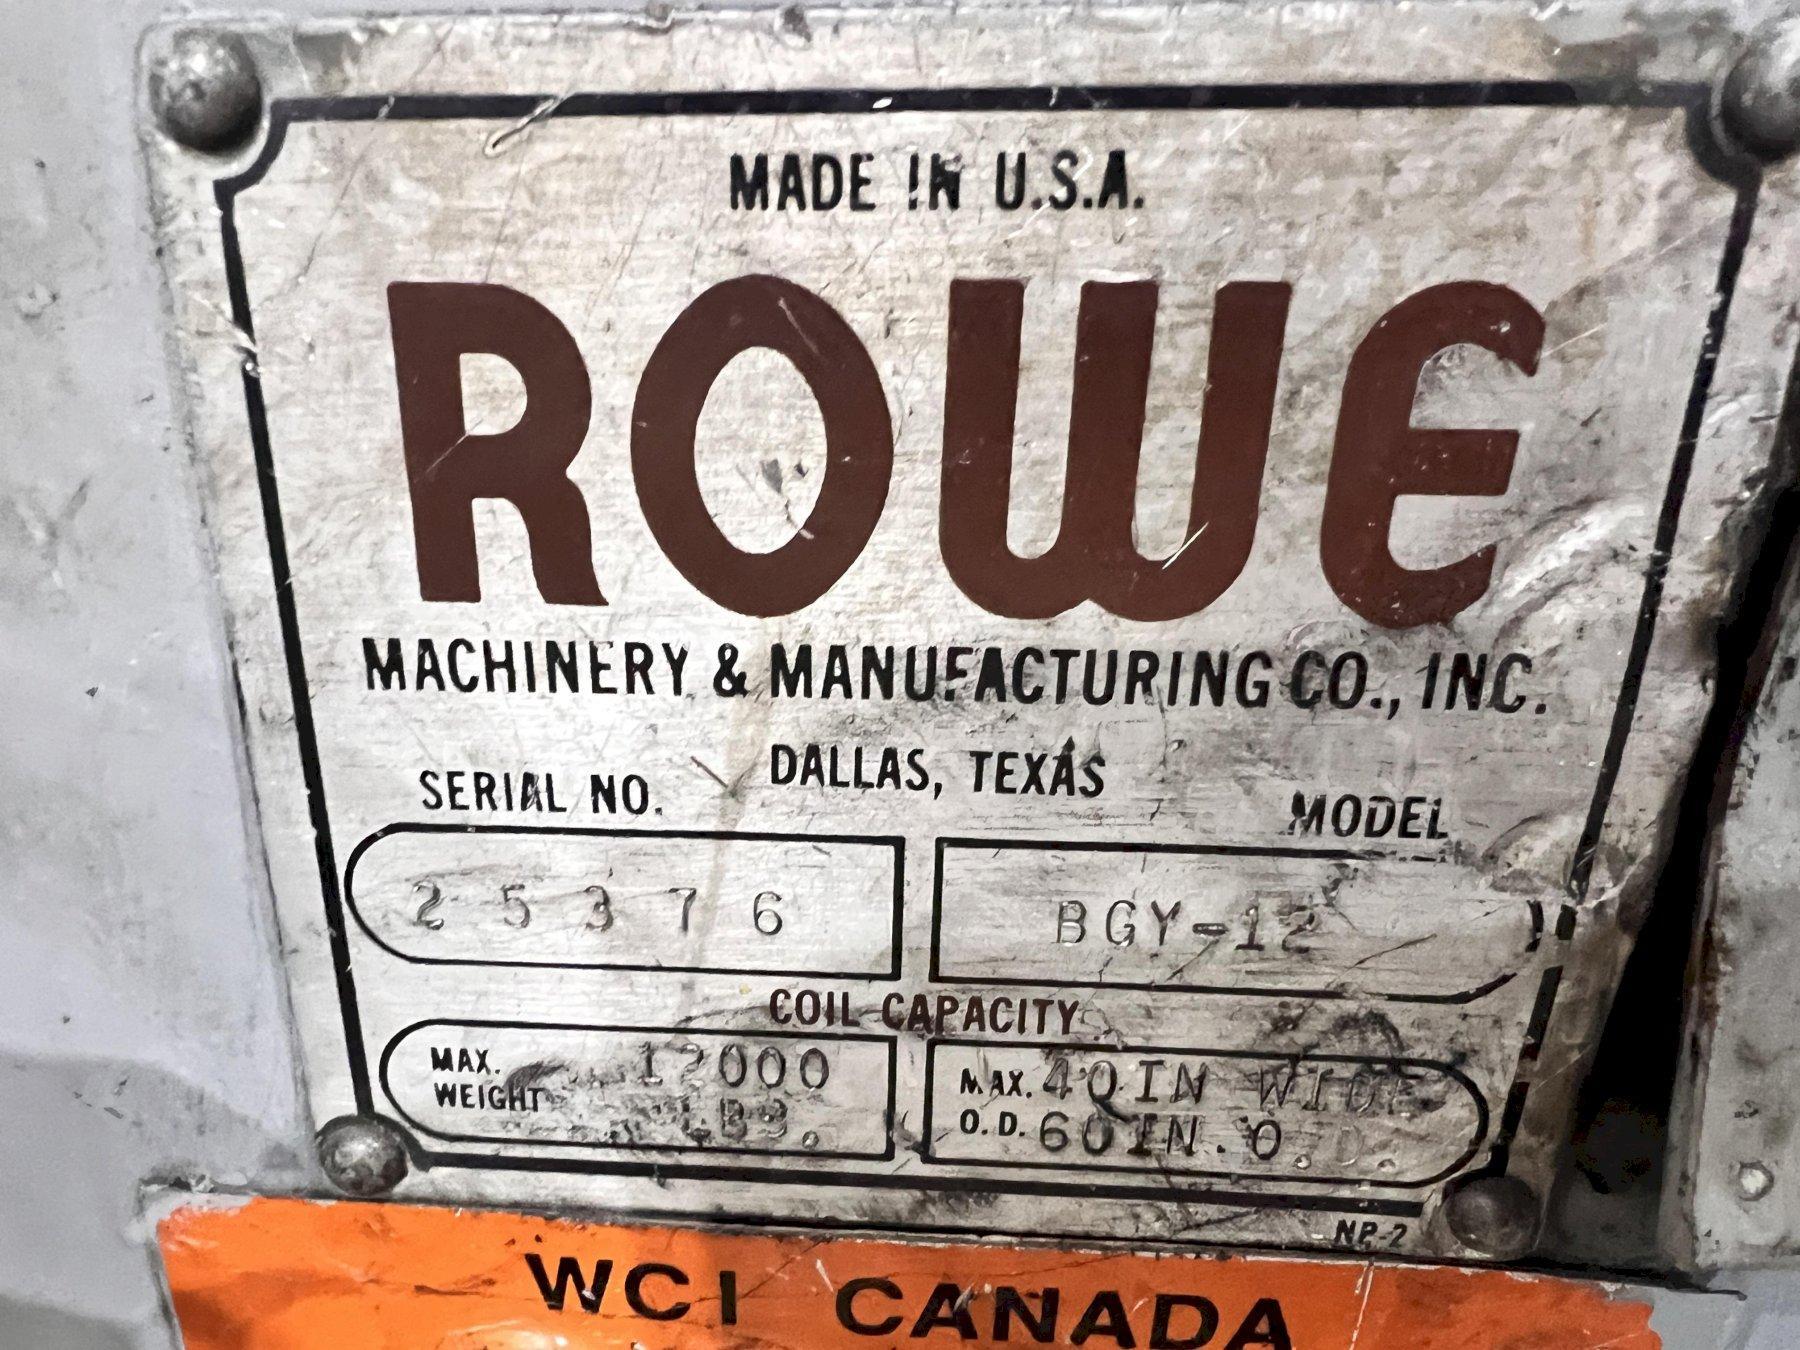 MADE IN U.S.A.
ROWE
MACHINERY & MANUFACTURING CO., INC.
DALLAS, TEXAS
SERIAL NO.
MODEL
25376
BGY-12
COIL CAPACITY
MAX. WEIGHT 12000 LBS.
MAX. 40IN WIDE
O.D. 60IN. O.D.
NP-2
WCI CANADA